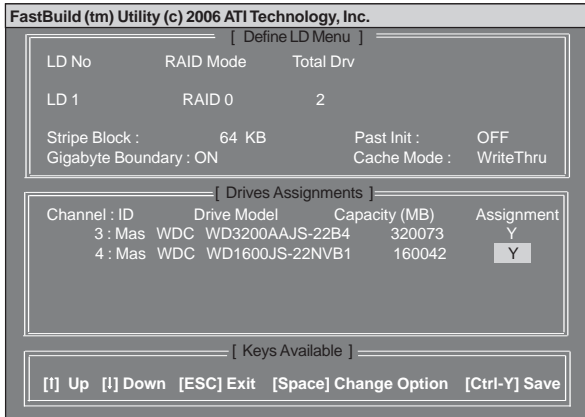 FastBuild (tm) Utility (c) 2006 ATI Technology, Inc.
[ Define LD Menu ]
LD No RAID Mode Total Drv
LD 1 RAID 0 2
Stripe Block : 64 KB Past Init : OFF
Gigabyte Boundary : ON Cache Mode : WriteThru
[ Drives Assignments ]
Channel : ID Drive Model Capacity (MB) Assignment
3 : Mas WDC WD3200AAJS-22B4 320073 Y
4 : Mas WDC WD1600JS-22NVB1 160042 Y
[ Keys Available ]
[↑] Up [↓] Down [ESC] Exit [Space] Change Option [Ctrl-Y] Save